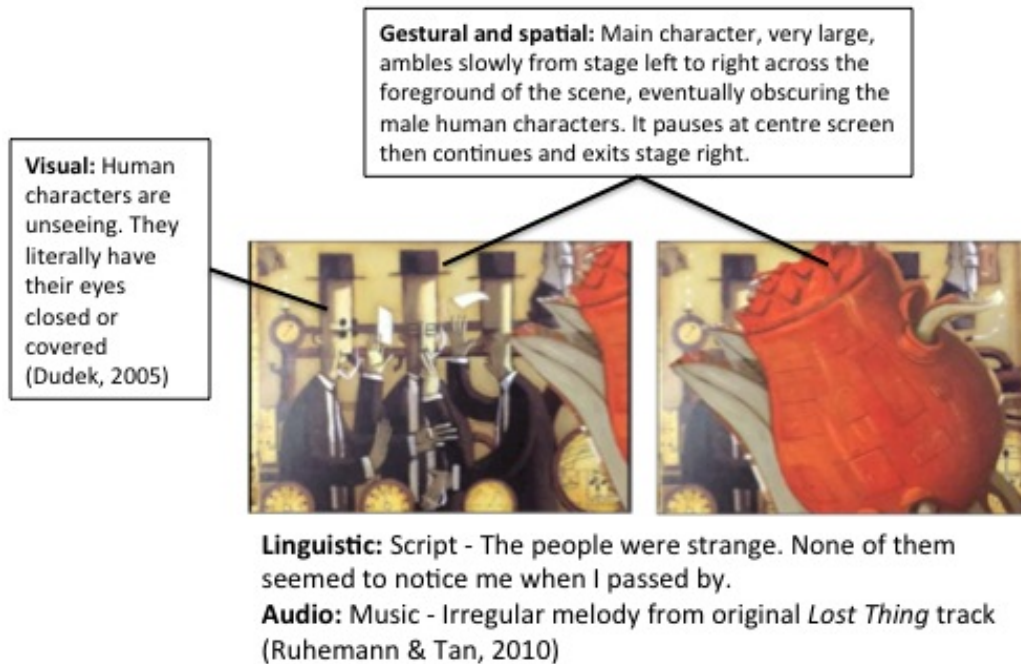 Gestural and spatial: Main character, very large,
ambles slowly from stage left to right across the
foreground of the scene, eventually obscuring the
male human characters. It pauses at centre screen
then continues and exits stage right.
Visual: Human
characters are
unseeing. They
literally have
their eyes
closed or
covered
(Dudek, 2005)
Linguistic: Script - The people were strange. None of them
seemed to notice me when I passed by.
Audio: Music - Irregular melody from original Lost Thing track
(Ruhemann & Tan, 2010)